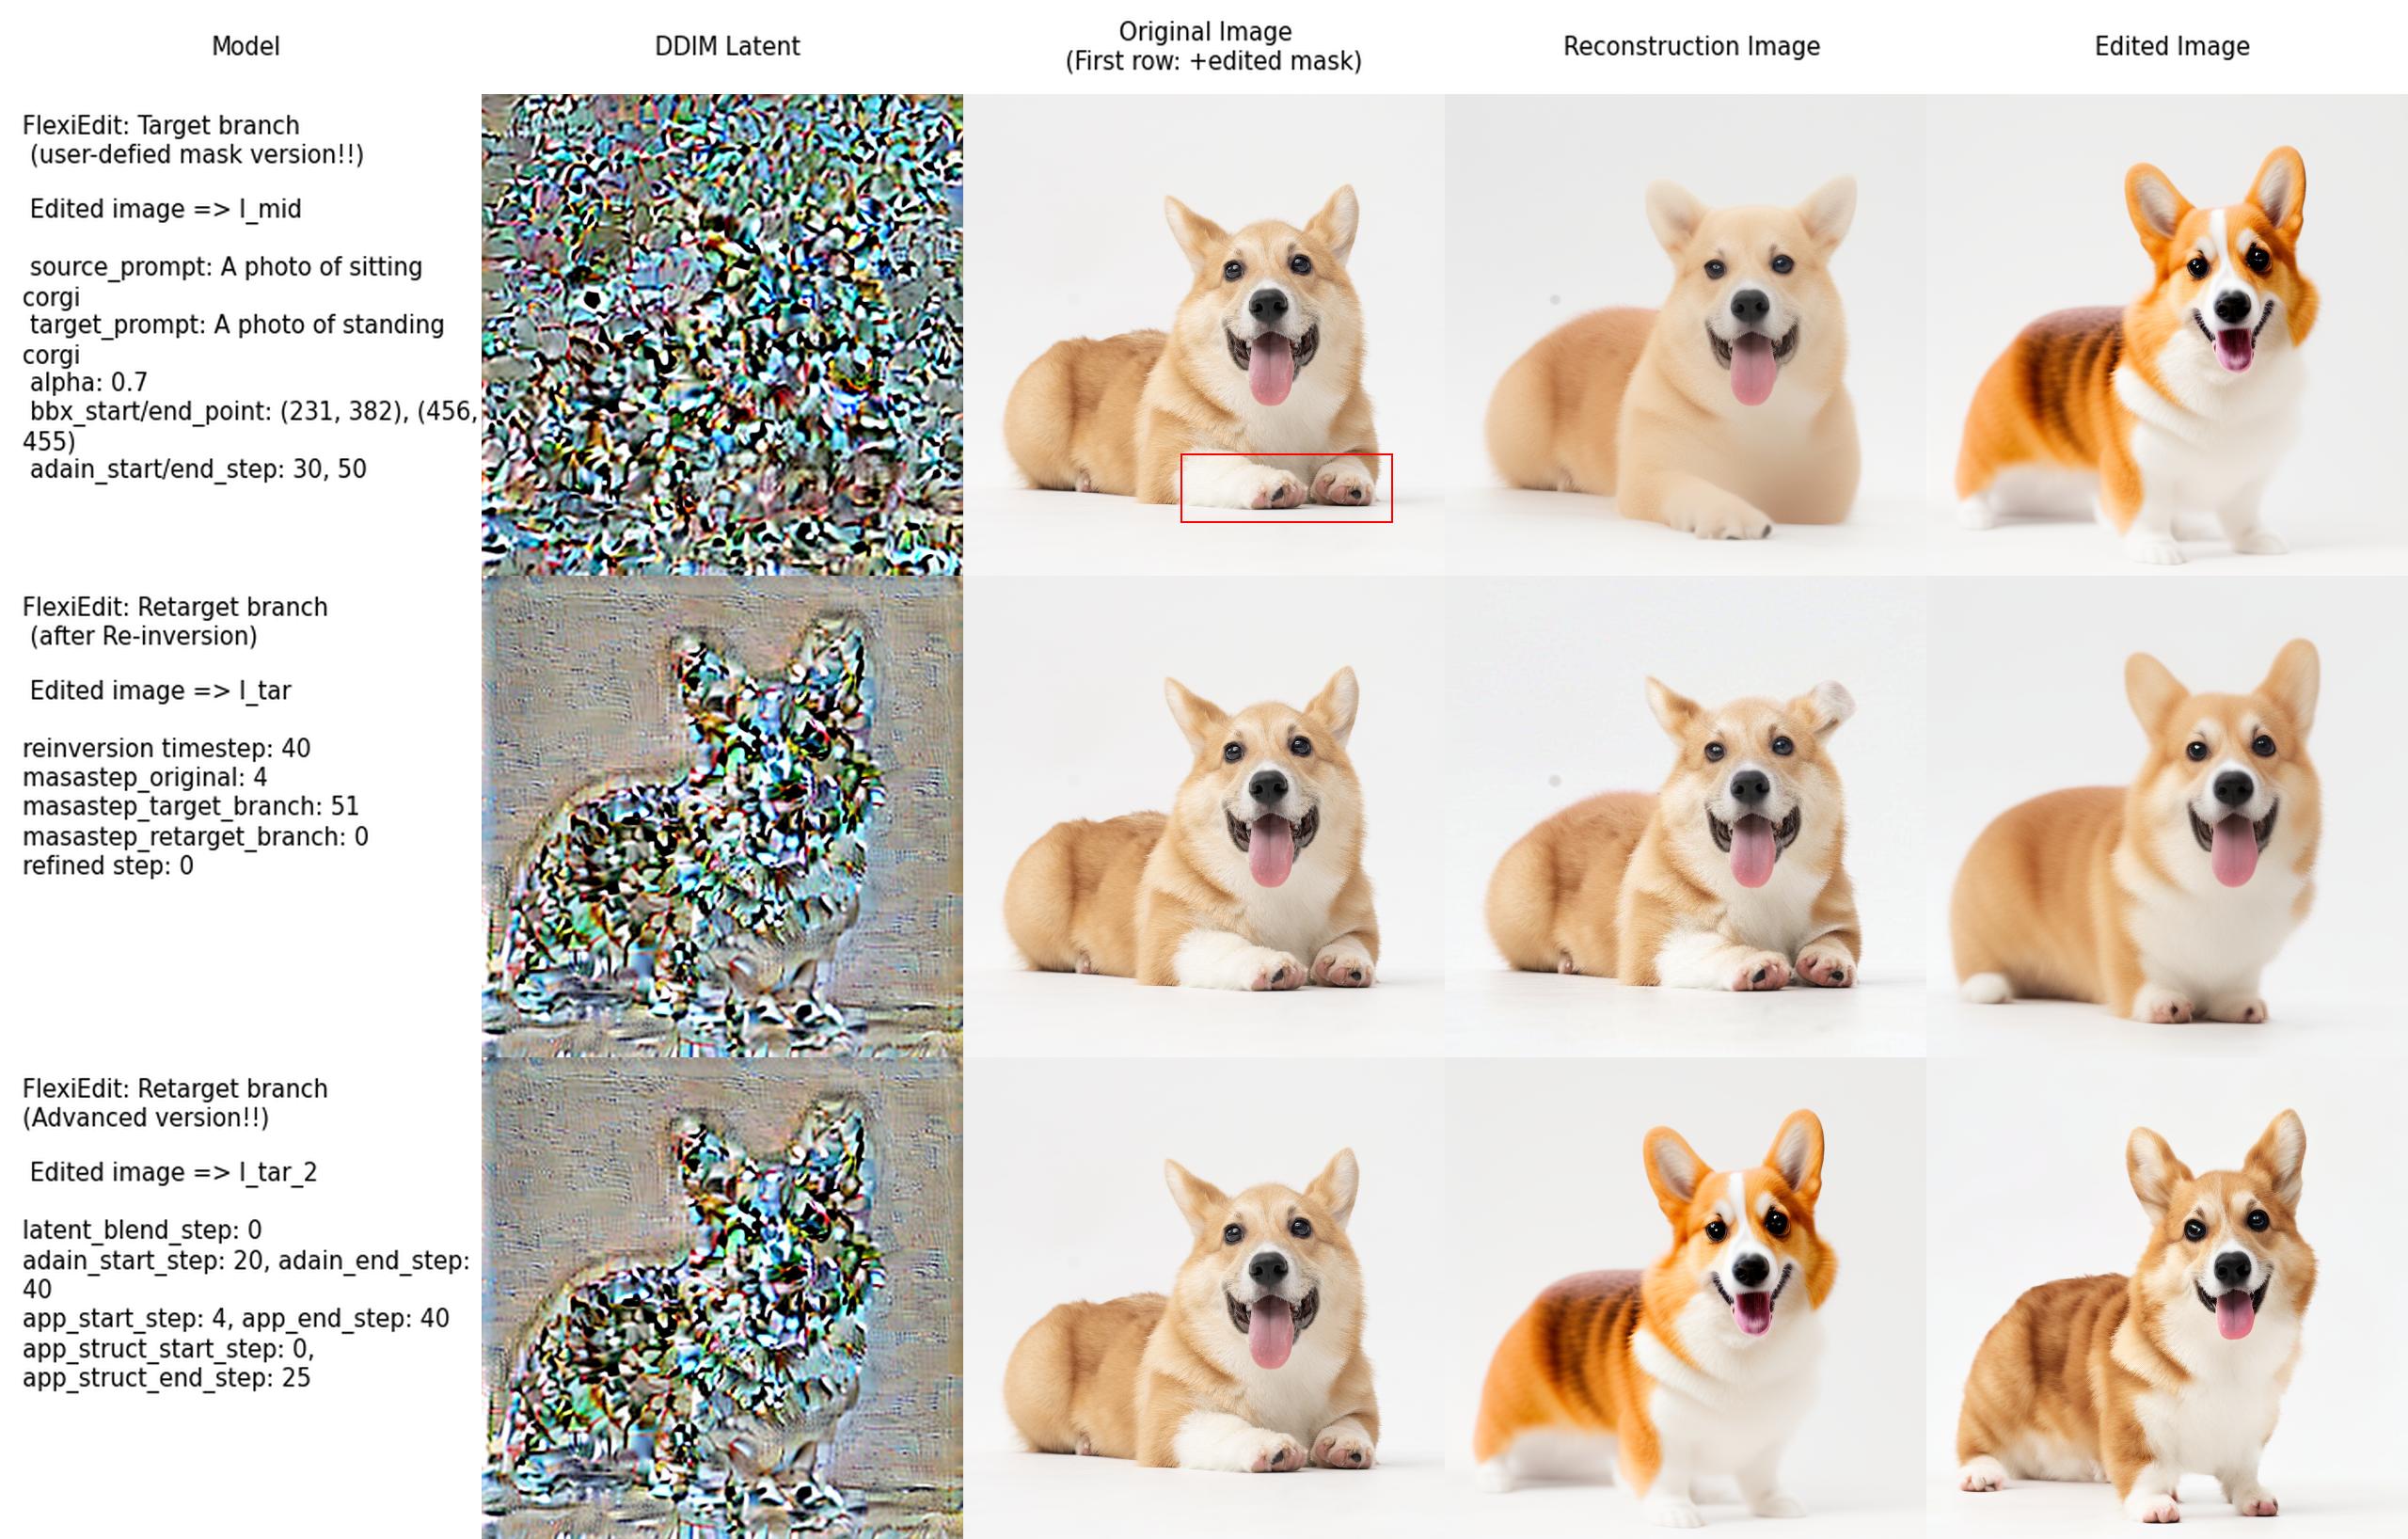 Model
DDIM Latent
Original Image
(First row: +edited mask)
Reconstruction Image
Edited Image
FlexiEdit: Target branch
(user-defied mask version!!)
Edited image => I_mid
source_prompt: A photo of sitting
corgi
target_prompt: A photo of standing
corgi
alpha: 0.7
bbx_start/end_point: (231, 382), (456,
455)
adain_start/end_step: 30, 50
FlexiEdit: Retarget branch
(after Re-inversion)
Edited image => I_tar
reinversion timestep: 40
masastep_original: 4
masastep_target_branch: 51
masastep_retarget_branch: 0
refined step: 0
FlexiEdit: Retarget branch
(Advanced version!!)
Edited image => I_tar_2
latent_blend_step: 0
adain_start_step: 20, adain_end_step:
40
app_start_step: 4, app_end_step: 40
app_struct_start_step: 0,
app_struct_end_step: 25